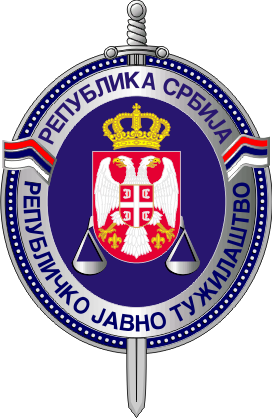 РЕПУБЛИКА СРБИЈА
РЕПУБЛИЧКО ЈАВНО ТУЖИЛАШТВО